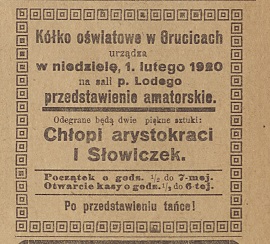 Kółko oświatowe w Grucicach
urządza
w niedzielę, 1. lutego 1920
na sali p. Lodego
przedstawienie amatorskie.
Odegrane będą dwie piękne sztuki:
Chłopi arystokraci
i Słowiczek.
Początek o godz. 1/2 do 7-mej.
Otwarcie kasy o godz. 1/2 do 6-tej.
Po przedstawieniu tańce!